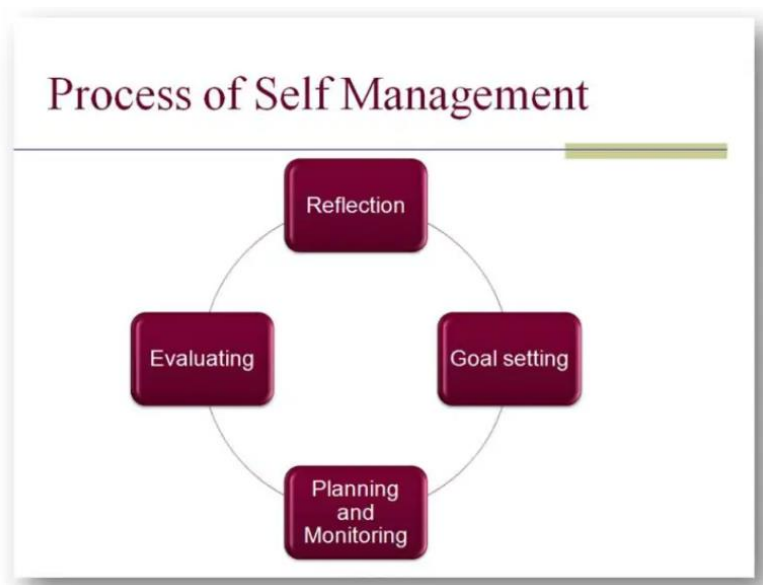 Process of Self Management
Reflection
Goal setting
Planning
and
Monitoring
Evaluating